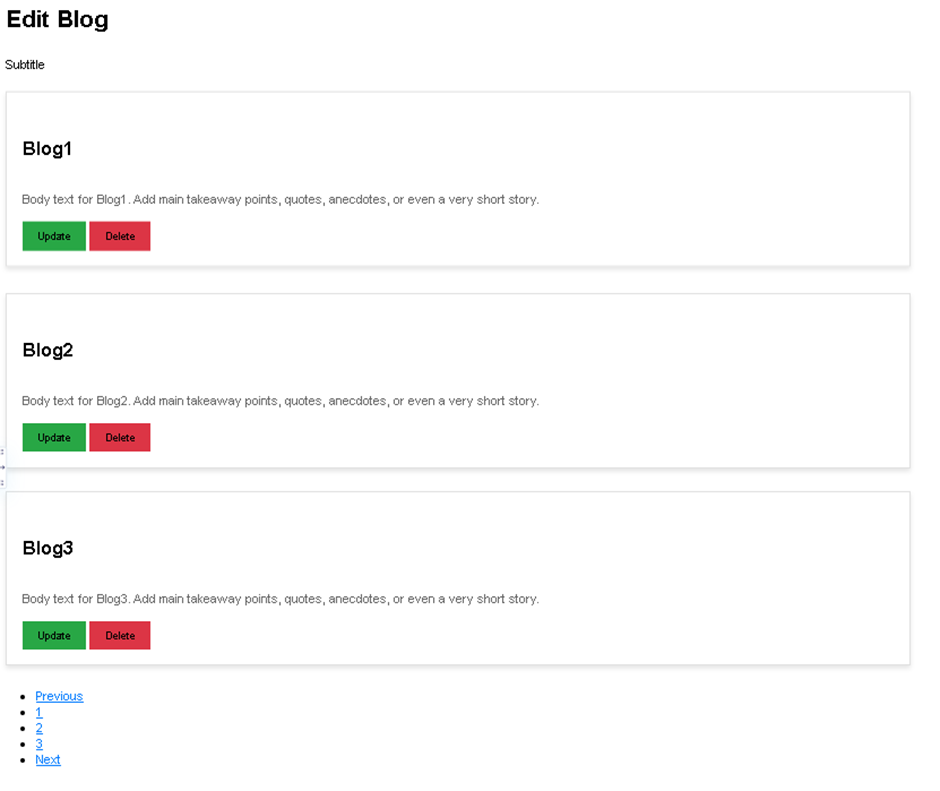 Edit Blog
Subtitle
Blog1
Body text for Blog1. Add main takeaway points, quotes, anecdotes, or even a very short story.
Update Delete
Blog2
Body text for Blog2. Add main takeaway points, quotes, anecdotes, or even a very short story.
Update Delete
Blog3
Body text for Blog3. Add main takeaway points, quotes, anecdotes, or even a very short story.
Update Delete
Previous
1
2
3
Next